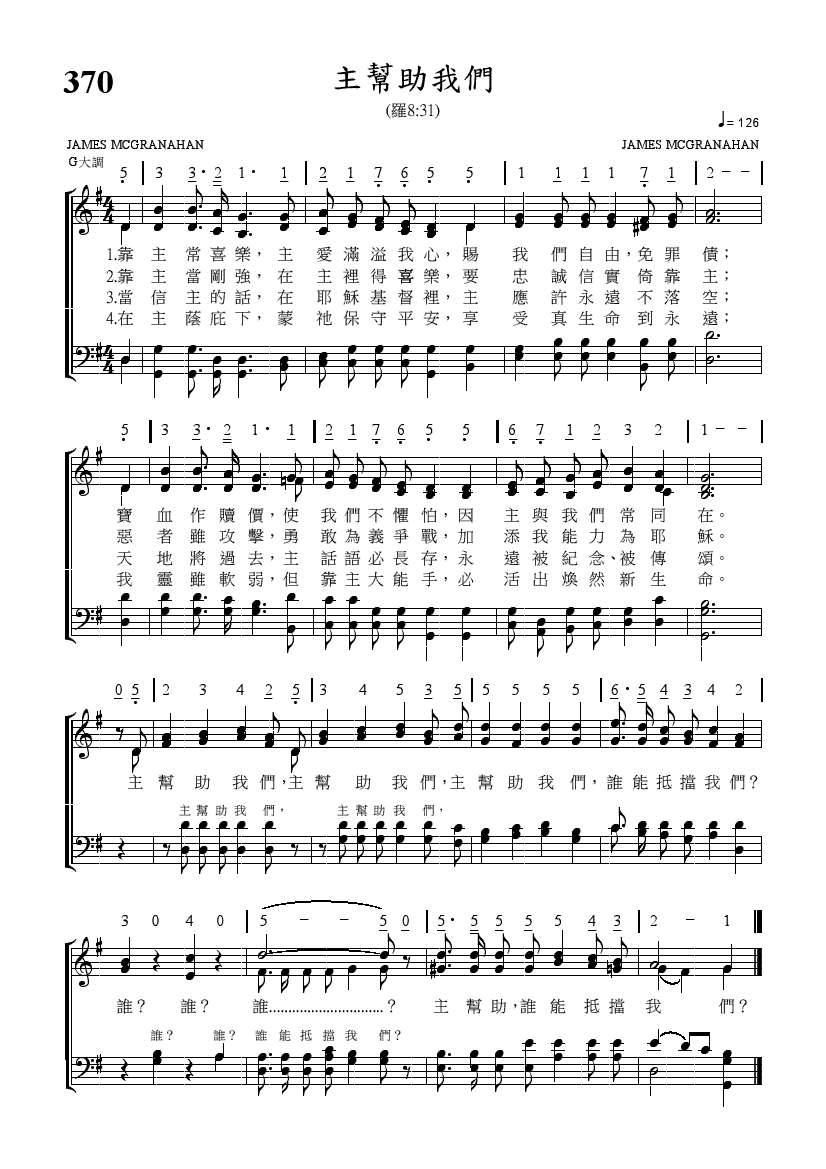 370
主幫助我們
(羅8:31)
♩= 126
JAMES MCGRANAHAN JAMES MCGRANAHAN
G大調
5 | 3 3· 2 1· 1 | 2 1 7 6 5 5 | 1 1 1 1 7 1 | 2 – – |
4 4
1.靠 主 常 喜 樂, 主 愛 滿 溢 我 心, 賜 我 們 自 由, 免 罪 債;
2.靠 主 當 剛 強, 在 主 裡 得 喜 樂, 要 忠 誠 信 實 倚 靠 主;
3.當 信 主 的 話, 在 耶 穌 基 督 裡, 主 應 許 永 遠 不 落 空;
4.在 主 蔭 庇 下, 蒙 祂 保 守 平 安, 享 受 真 生 命 到 永 遠;
4 4
5 | 3 3· 2 1· 1 | 2 1 7 6 5 5 | 6 7 1 2 3 2 | 1 – – |
寶 血 作 贖 價, 使 我 們 不 懼 怕, 因 主 與 我 們 常 同 在。
惡 者 雖 攻 擊, 勇 敢 為 義 爭 戰, 加 添 我 能 力 為 耶 穌。
天 地 將 過 去, 主 話 語 必 長 存, 永 遠 被 紀 念、 被 傳 頌。
我 靈 雖 軟 弱, 但 靠 主 大 能 手, 必 活 出 煥 然 新 生 命。
0 5 | 2 3 4 2 5 | 3 4 5 3 5 | 5 5 5 5 | 6· 5 4 3 4 2 |
主 幫 助 我 們, 主 幫 助 我 們, 主 幫 助 我 們, 誰 能 抵 擋 我 們?
主 幫 助 我 們, 主 幫 助 我 們,
3 0 4 0 | 5 – – 5 0 | 5· 5 5 5 5 4 3 | 2 – 1
誰? 誰? 誰.............................? 主 幫 助, 誰 能 抵 擋 我 們?
誰? 誰? 誰 能 抵 擋 我 們?